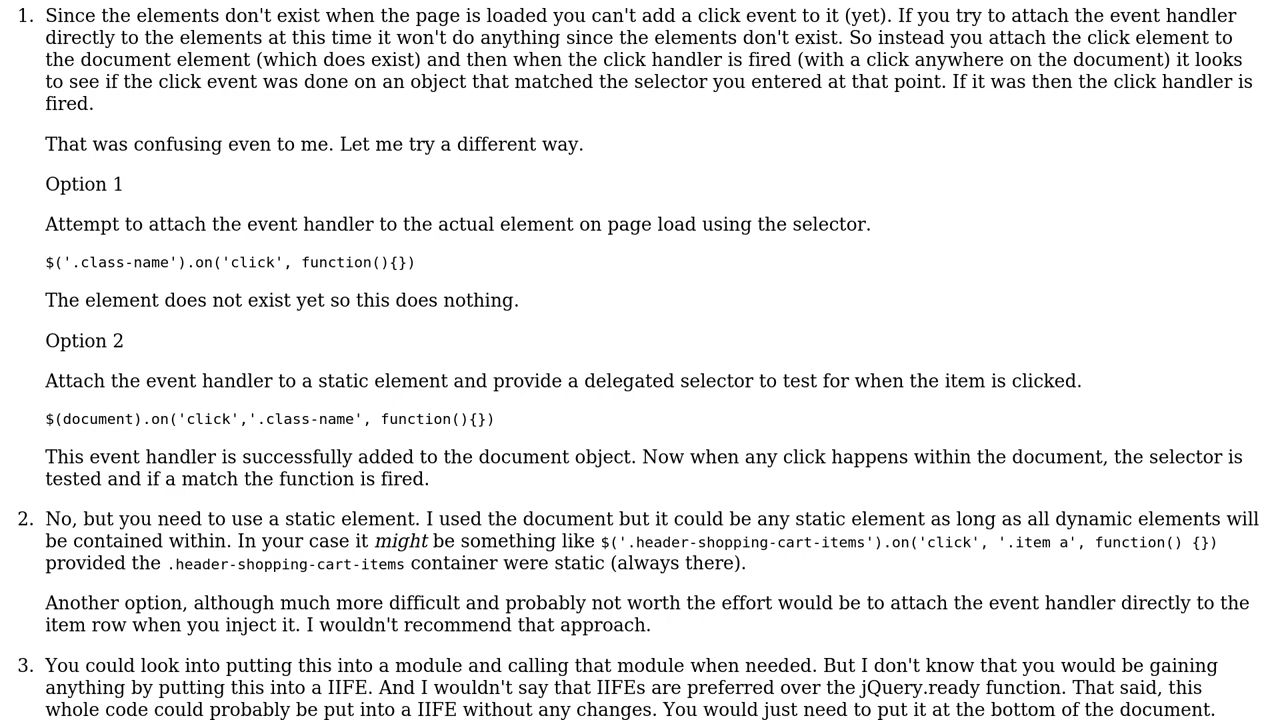 1. Since the elements don't exist when the page is loaded you can't add a click event to it (yet). If you try to attach the event handler
directly to the elements at this time it won't do anything since the elements don't exist. So instead you attach the click element to
the document element (which does exist) and then when the click handler is fired (with a click anywhere on the document) it looks
to see if the click event was done on an object that matched the selector you entered at that point. If it was then the click handler is
fired.
That was confusing even to me. Let me try a different way.
Option 1
Attempt to attach the event handler to the actual element on page load using the selector.
$('.class-name').on('click', function(){})
The element does not exist yet so this does nothing.
Option 2
Attach the event handler to a static element and provide a delegated selector to test for when the item is clicked.
$(document).on('click','.class-name', function(){})
This event handler is successfully added to the document object. Now when any click happens within the document, the selector is
tested and if a match the function is fired.
2. No, but you need to use a static element. I used the document but it could be any static element as long as all dynamic elements will
be contained within. In your case it might be something like $('.header-shopping-cart-items').on('click', '.item a', function() {})
provided the .header-shopping-cart-items container were static (always there).
Another option, although much more difficult and probably not worth the effort would be to attach the event handler directly to the
item row when you inject it. I wouldn't recommend that approach.
3. You could look into putting this into a module and calling that module when needed. But I don't know that you would be gaining
anything by putting this into a IIFE. And I wouldn't say that IIFEs are preferred over the jQuery.ready function. That said, this
whole code could probably be put into a IIFE without any changes. You would just need to put it at the bottom of the document.